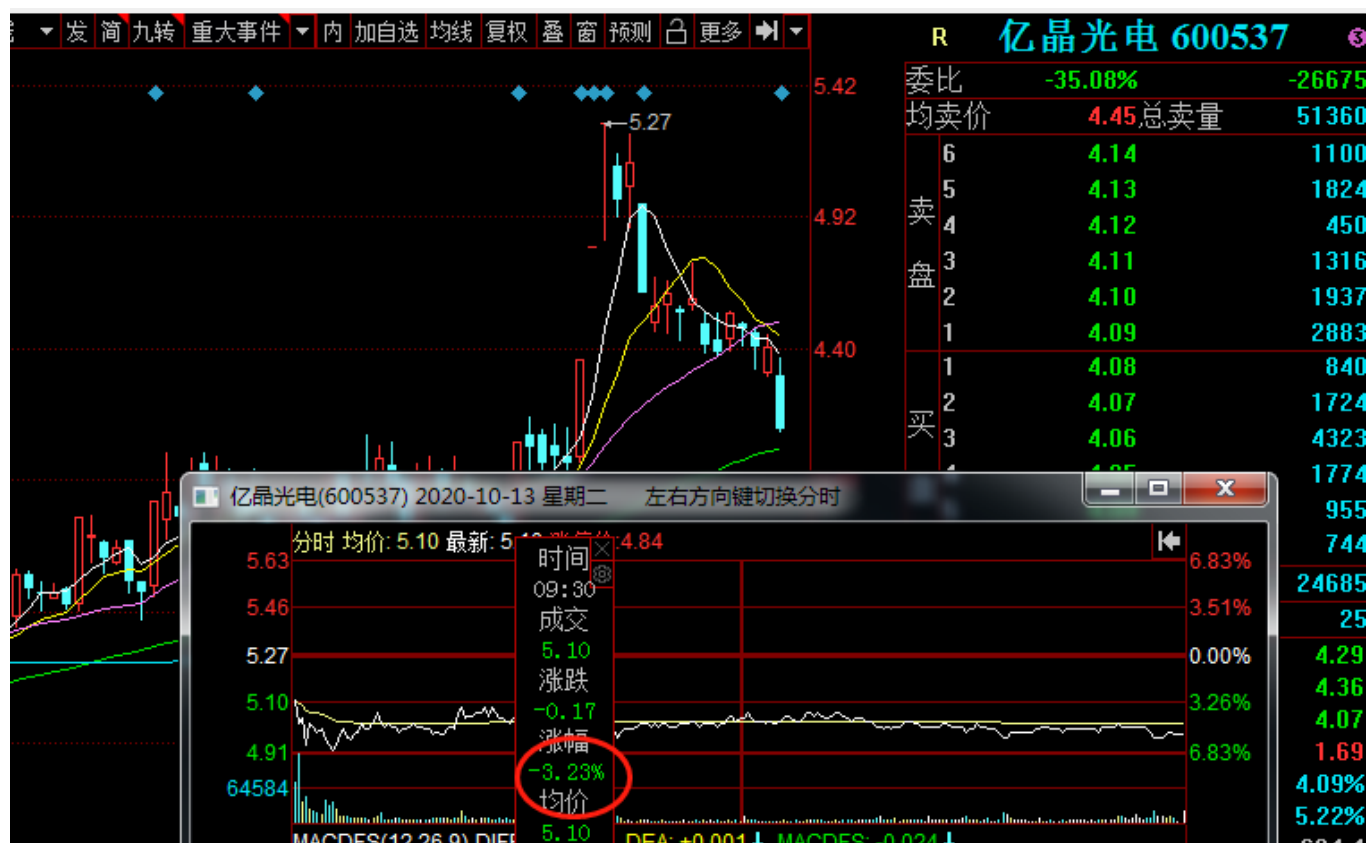 发 简 九转 重大事件 内 加自选 均线 复权 叠 窗 预测 更多
R 亿晶光电 600537
5.42
5.27
4.92
4.40
委比 -35.08% -26675
均卖价 4.45 总卖量 51360
卖盘
6 4.14 1100
5 4.13 1824
4 4.12 450
3 4.11 1316
2 4.10 1937
1 4.09 2883
买
1 4.08 840
2 4.07 1724
3 4.06 4323
1774
955
744
24685
25
4.29
4.36
4.07
1.69
4.09%
5.22%
亿晶光电(600537) 2020-10-13 星期二 左右方向键切换分时
分时 均价: 5.10 最新: 5 :4.84
5.63 6.83%
5.46 3.51%
5.27 0.00%
5.10 3.26%
4.91 6.83%
64584
时间
09:30
成交
5.10
涨跌
-0.17
涨幅
-3.23%
均价
5.10
MACDFS(12,26,9) DIFF DEA: +0.001 MACDFS: -0.024